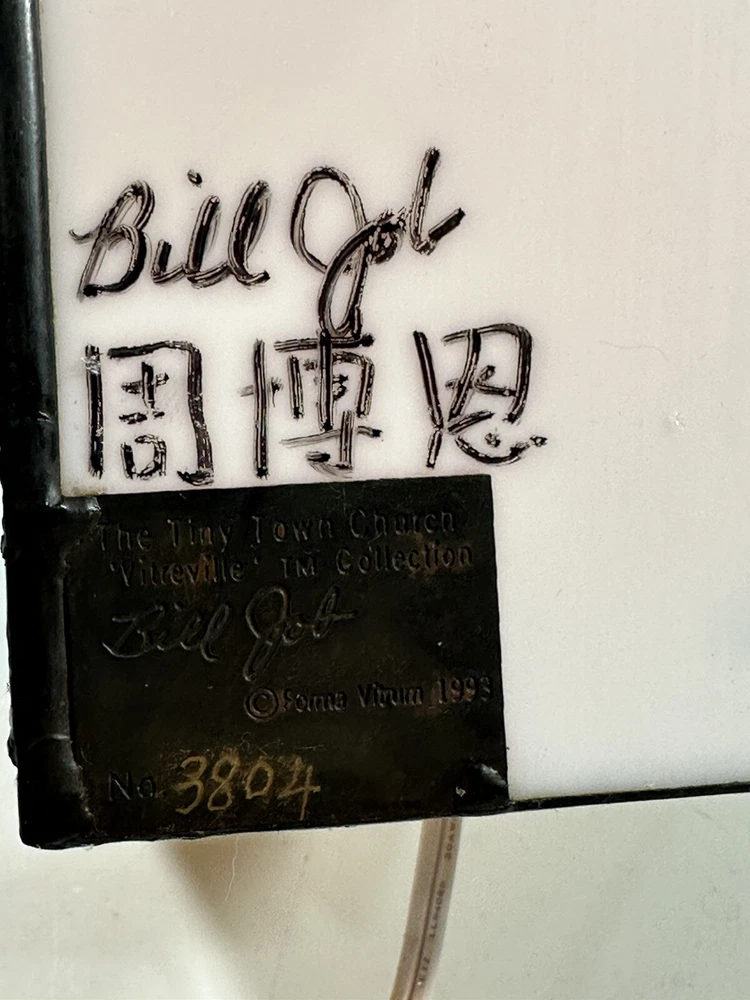 Bill Job
周博恩
The Tiny Town Church
"Vitreville" TM Collection
Bill Job
© Forma Vitrum 1993
No. 3804